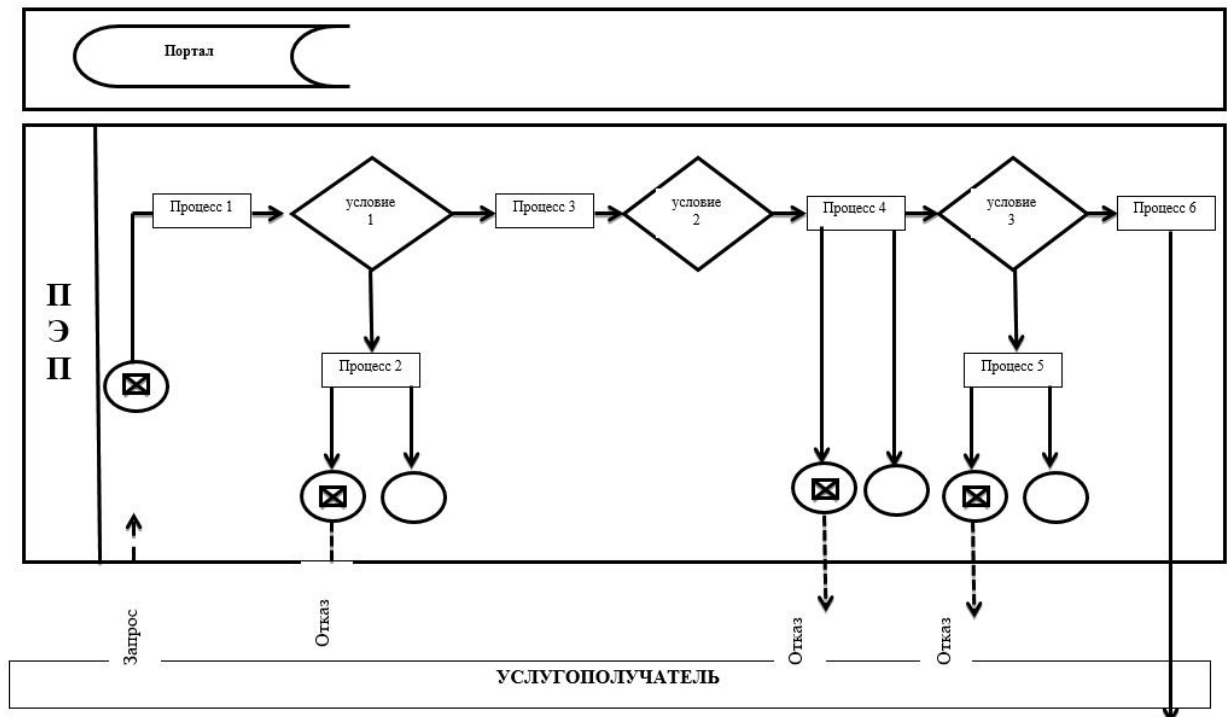 Портал
Процесс 1
условие
1
Процесс 3
условие
2
Процесс 4
условие
3
Процесс 6
П
Э
П
Процесс 2
Процесс 5
Запрос
Отказ
Отказ
Отказ
УСЛУГОПОЛУЧАТЕЛЬ